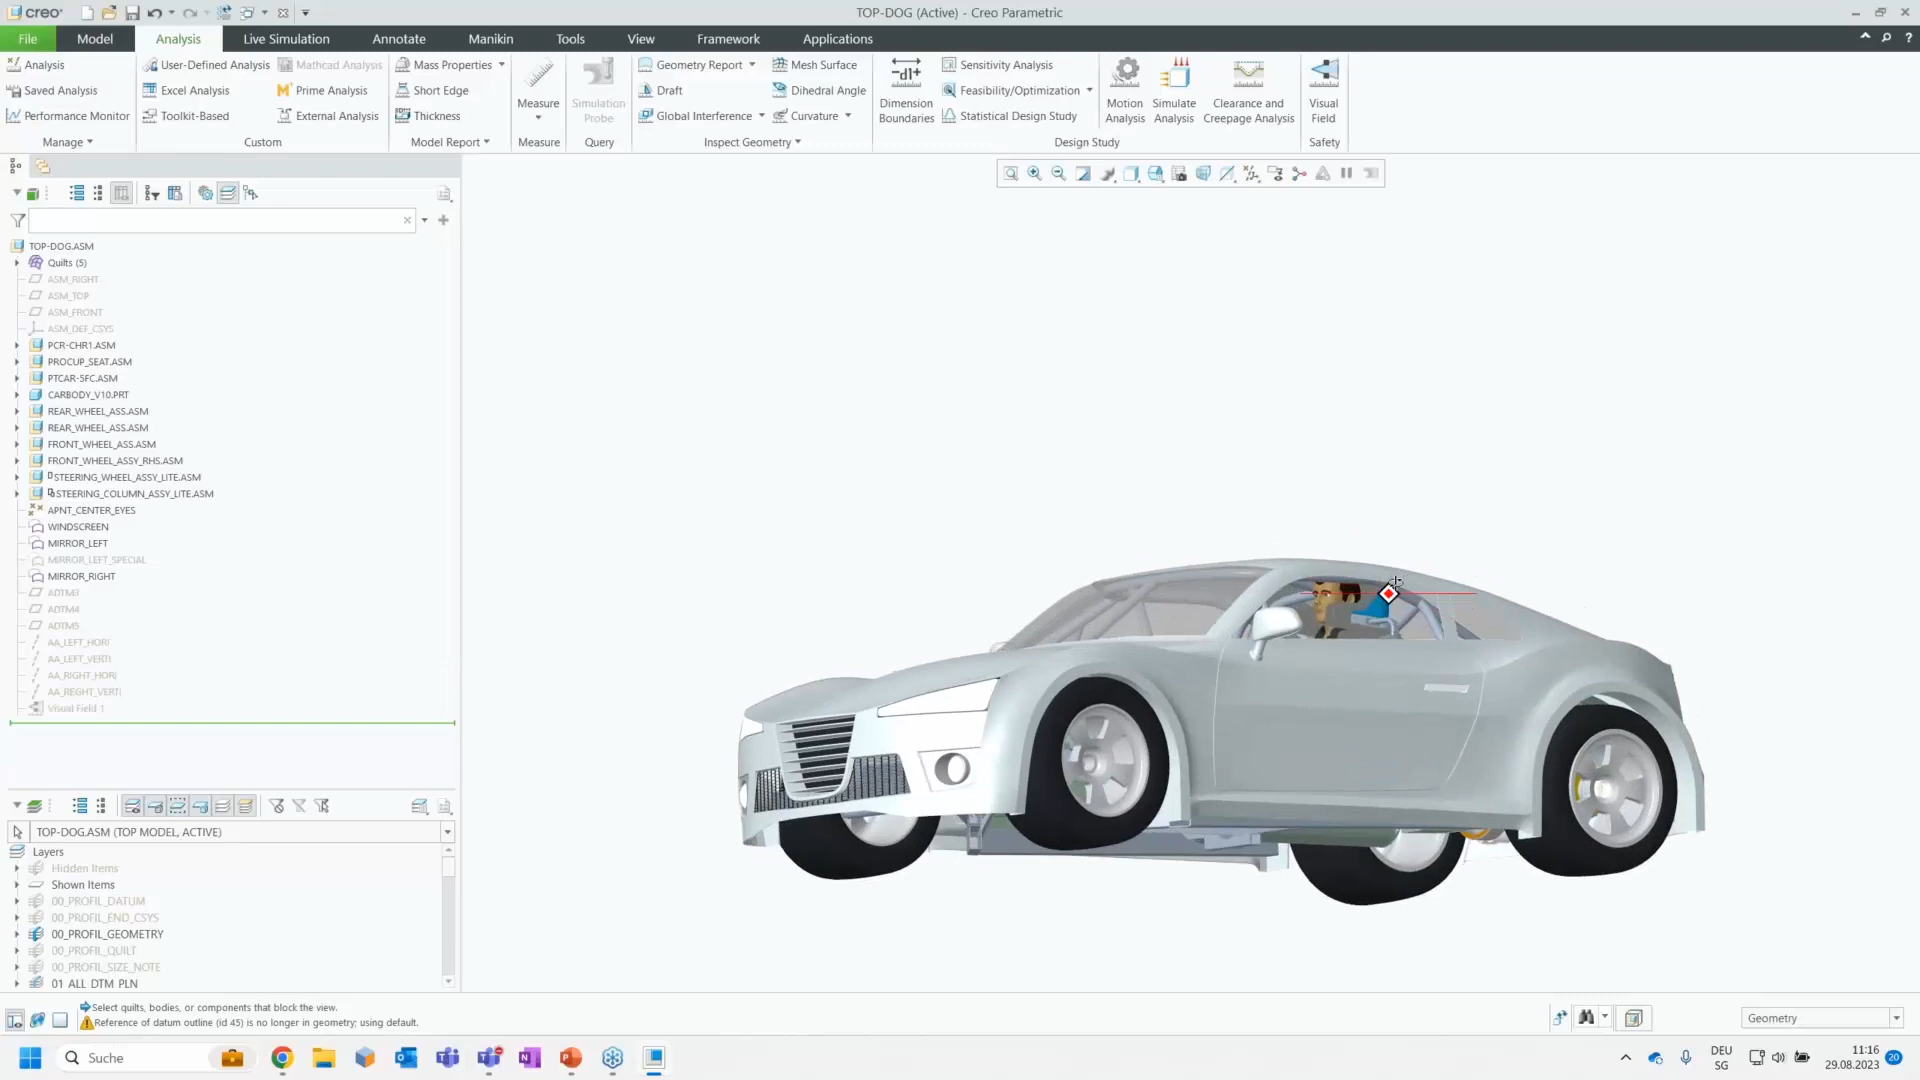 creo
TOP-DOG (Active) - Creo Parametric
File
Model
Analysis
Live Simulation
Annotate
Manikin
Tools
View
Framework
Applications
Analysis
Saved Analysis
Performance Monitor
Manage
User-Defined Analysis
Excel Analysis
Toolkit-Based
Mathcad Analysis
Prime Analysis
External Analysis
Custom
Mass Properties
Short Edge
Thickness
Model Report
Measure
Measure
Simulation Probe
Query
Geometry Report
Draft
Global Interference
Mesh Surface
Dihedral Angle
Curvature
Inspect Geometry
Dimension Boundaries
Sensitivity Analysis
Feasibility/Optimization
Statistical Design Study
Motion Analysis
Simulate Analysis
Clearance and Creepage Analysis
Design Study
Visual Field
Safety
TOP-DOG.ASM
Quilts (5)
ASM_RIGHT
ASM_TOP
ASM_FRONT
ASM_DEF_CSYS
PCR-CHR1.ASM
PROCUP_SEAT.ASM
PTCAR-SFC.ASM
CARBODY_V10.PRT
REAR_WHEEL_ASS.ASM
REAR_WHEEL_ASS.ASM
FRONT_WHEEL_ASS.ASM
FRONT_WHEEL_ASSY_RHS.ASM
STEERING_WHEEL_ASSY_LITE.ASM
STEERING_COLUMN_ASSY_LITE.ASM
APNT_CENTER_EYES
WINDSCREEN
MIRROR_LEFT
MIRROR_LEFT_SPECIAL
MIRROR_RIGHT
ADTM3
ADTM4
ADTM5
AA_LEFT_HORI
AA_LEFT_VERTI
AA_RIGHT_HORI
AA_REGHT_VERTI
Visual Field 1
TOP-DOG.ASM (TOP MODEL, ACTIVE)
Layers
Hidden Items
Shown Items
00_PROFIL_DATUM
00_PROFIL_END_CSYS
00_PROFIL_GEOMETRY
00_PROFIL_QUILT
00_PROFIL_SIZE_NOTE
01 ALL DTM PLN
Select quilts, bodies, or components that block the view.
Reference of datum outline (id 45) is no longer in geometry; using default.
Geometry
Suche
DEU
SG
11:16
29.08.2023
20